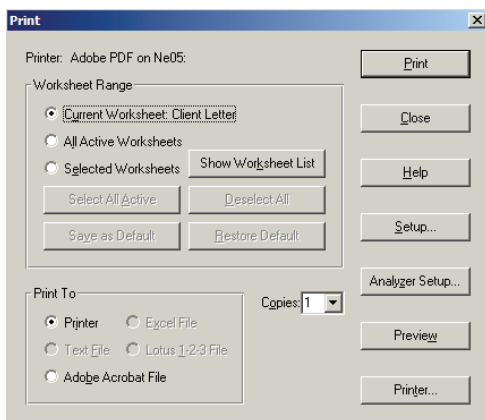 Print
Printer: Adobe PDF on Ne05:
Worksheet Range
Current Worksheet: Client Letter
All Active Worksheets
Selected Worksheets
Show Worksheet List
Select All Active
Deselect All
Save as Default
Restore Default
Print To
Printer
Excel File
Text File
Lotus 1-2-3 File
Adobe Acrobat File
Copies: 1
Print
Close
Help
Setup...
Analyzer Setup...
Preview
Printer...